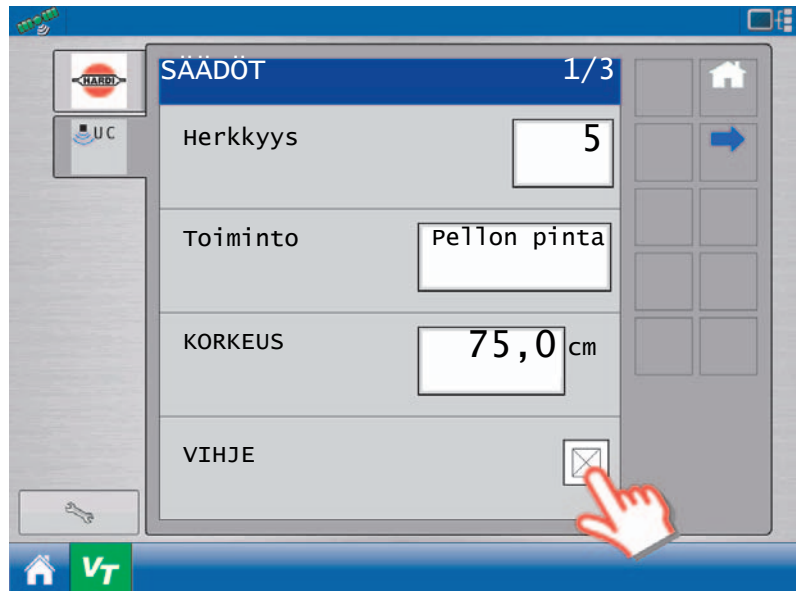 SÄÄDÖT 1/3
HARDI
UC
Herkkyys 5
Toiminto Pellon pinta
KORKEUS 75,0 cm
VIHJE
VT